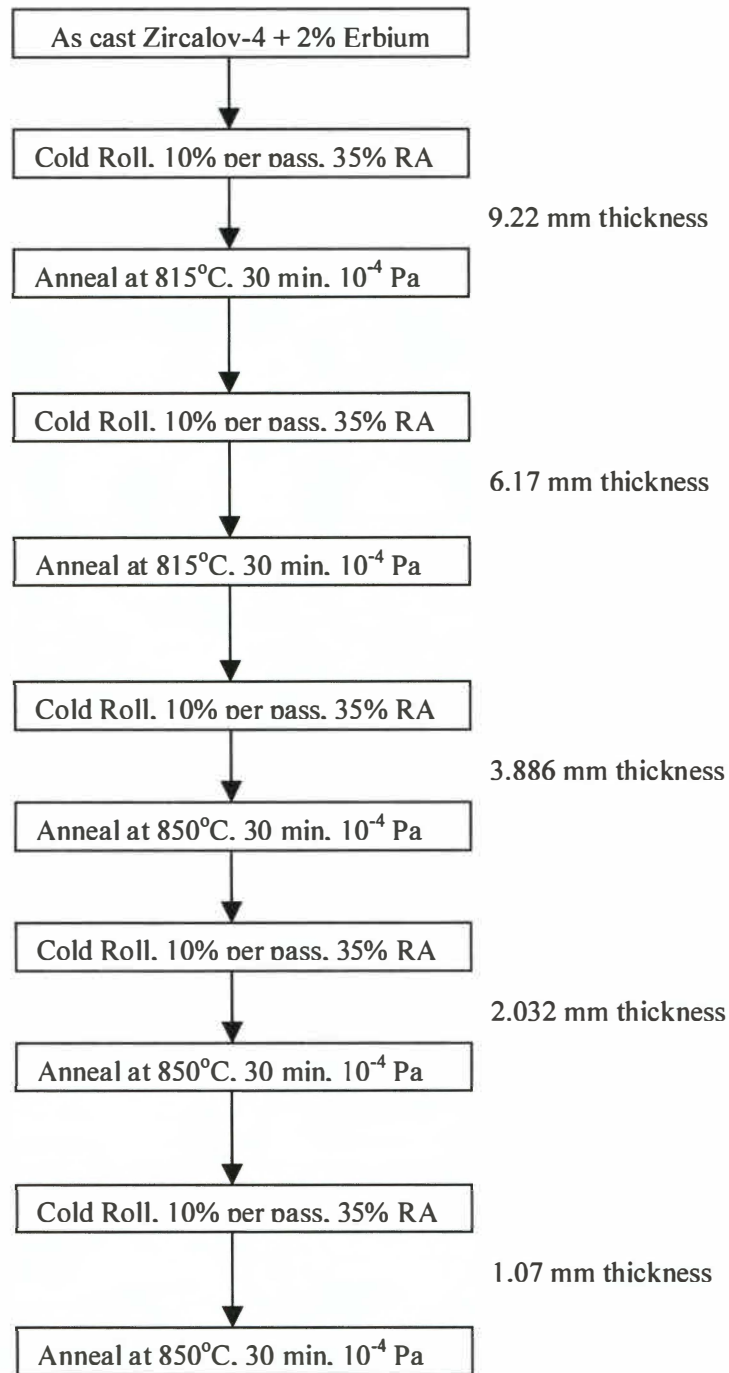 As cast Zircalov-4 + 2% Erbium
Cold Roll. 10% per pass. 35% RA
9.22 mm thickness
Anneal at 815°C. 30 min. 10⁻⁴ Pa
Cold Roll. 10% per pass. 35% RA
6.17 mm thickness
Anneal at 815°C. 30 min. 10⁻⁴ Pa
Cold Roll. 10% per pass. 35% RA
3.886 mm thickness
Anneal at 850°C. 30 min. 10⁻⁴ Pa
Cold Roll. 10% per pass. 35% RA
2.032 mm thickness
Anneal at 850°C. 30 min. 10⁻⁴ Pa
Cold Roll. 10% per pass. 35% RA
1.07 mm thickness
Anneal at 850°C. 30 min. 10⁻⁴ Pa